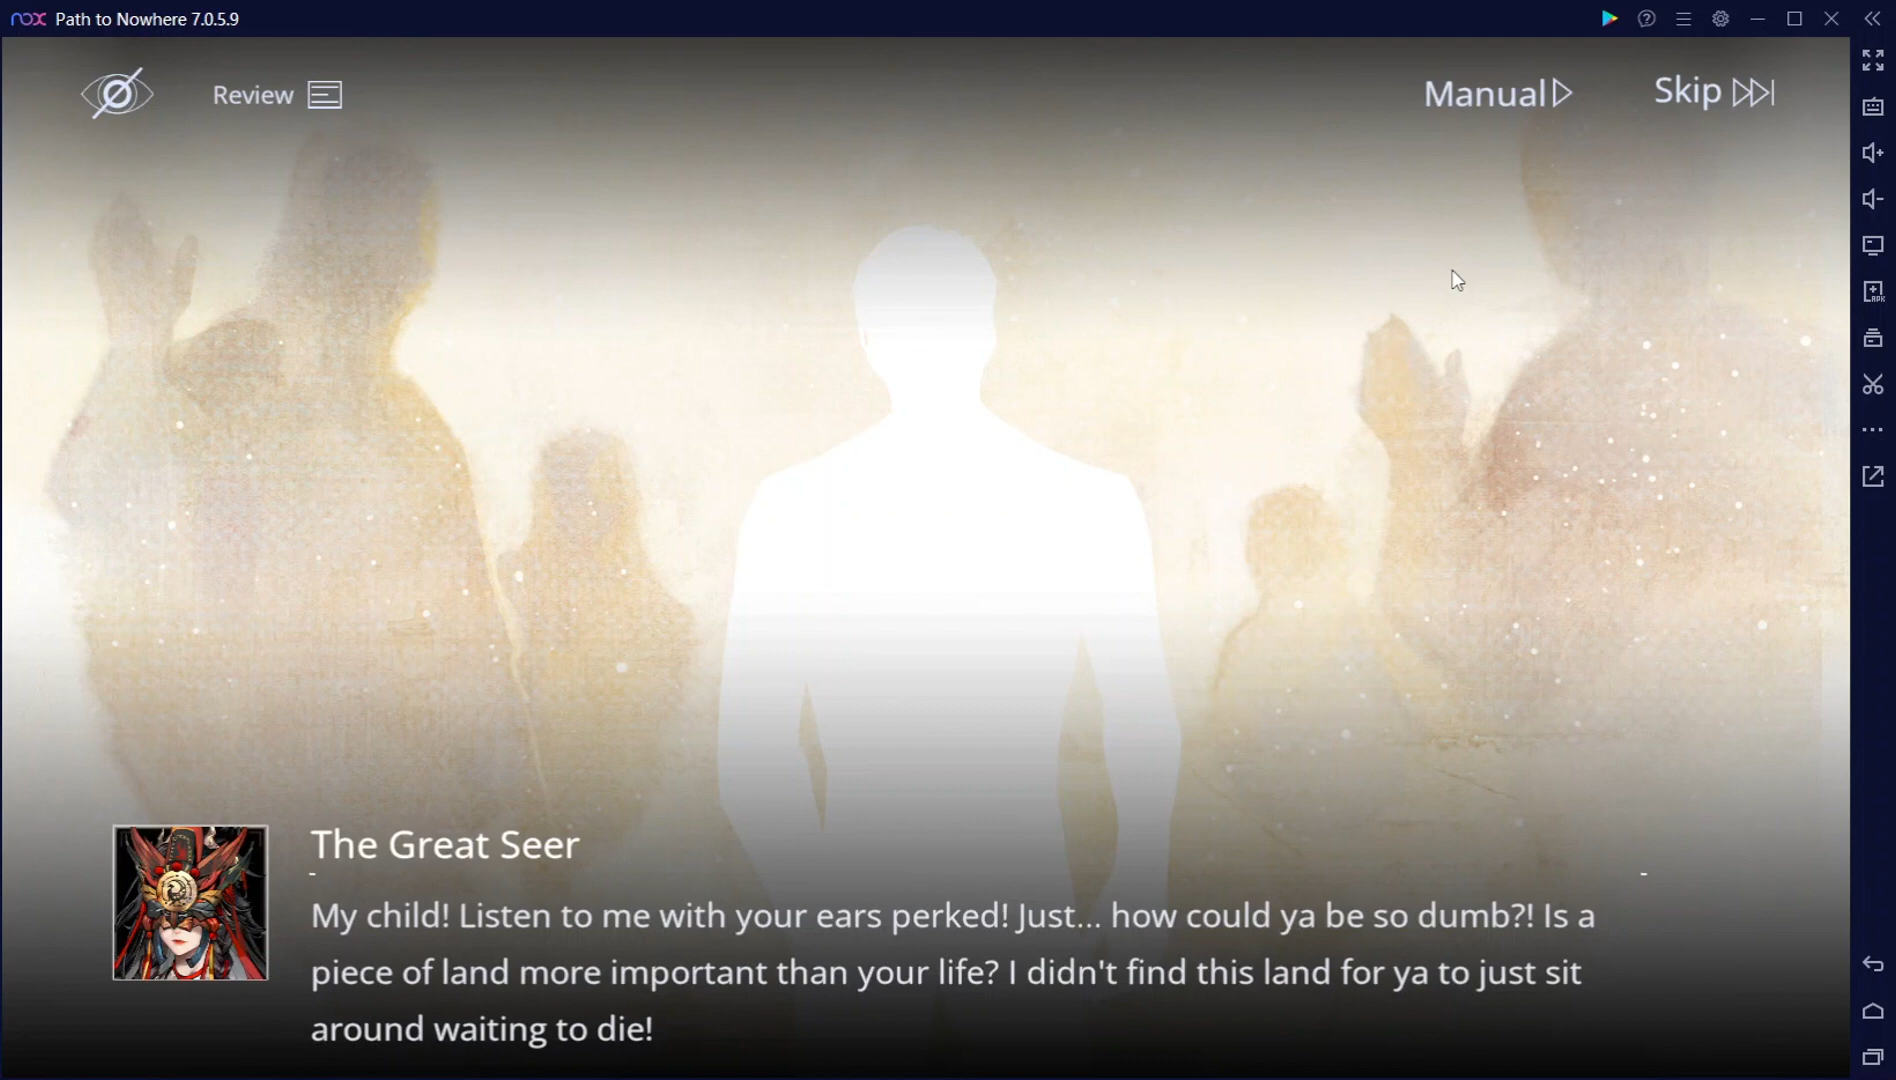 nox Path to Nowhere 7.0.5.9
Review
Manual
Skip
The Great Seer
My child! Listen to me with your ears perked! Just... how could ya be so dumb?! Is a
piece of land more important than your life? I didn't find this land for ya to just sit
around waiting to die!